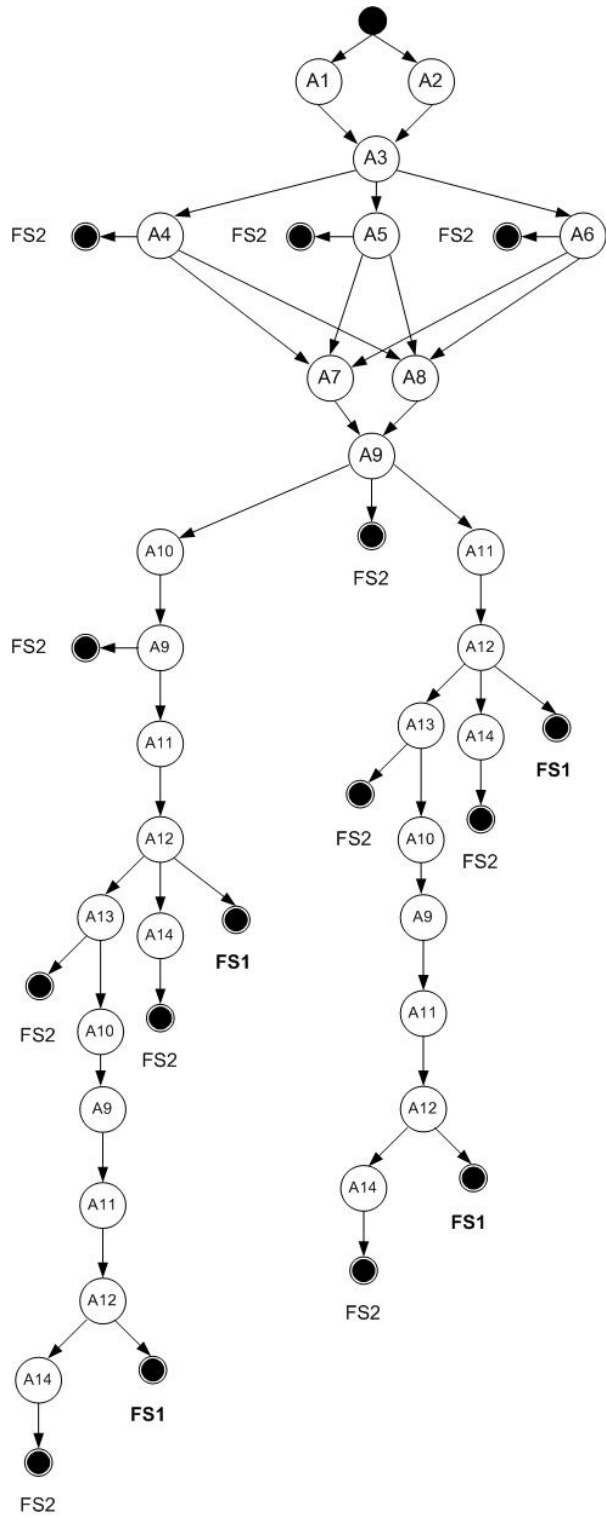 A1 A2
A3
FS2 A4 FS2 A5 FS2 A6
A7 A8
A9
A10 A11
FS2
FS2 A9 A12
A13 A14
A11 FS1
FS2 FS2
A12 A10
A13 A14 A9
FS1
A11
FS2 A10 FS2
A9 A12
A14
A11 FS1
A12 FS2
A14
FS1
FS2